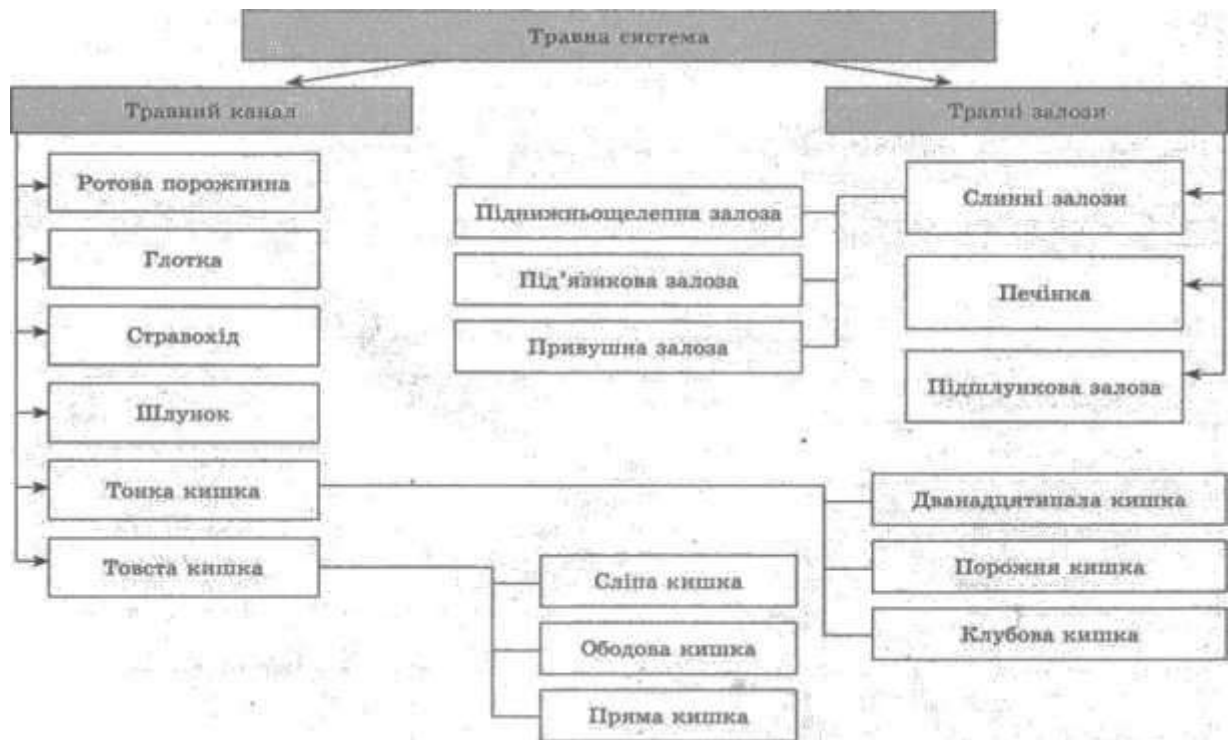 Травна система
Травний канал
Травні залози
Ротова порожнина
Глотка
Стравохід
Шлунок
Тонка кишка
Товста кишка
Піднижньощелепна залоза
Під’язикова залоза
Привушна залоза
Слинні залози
Печінка
Підшлункова залоза
Дванадцятипала кишка
Порожня кишка
Клубова кишка
Сліпа кишка
Ободова кишка
Пряма кишка